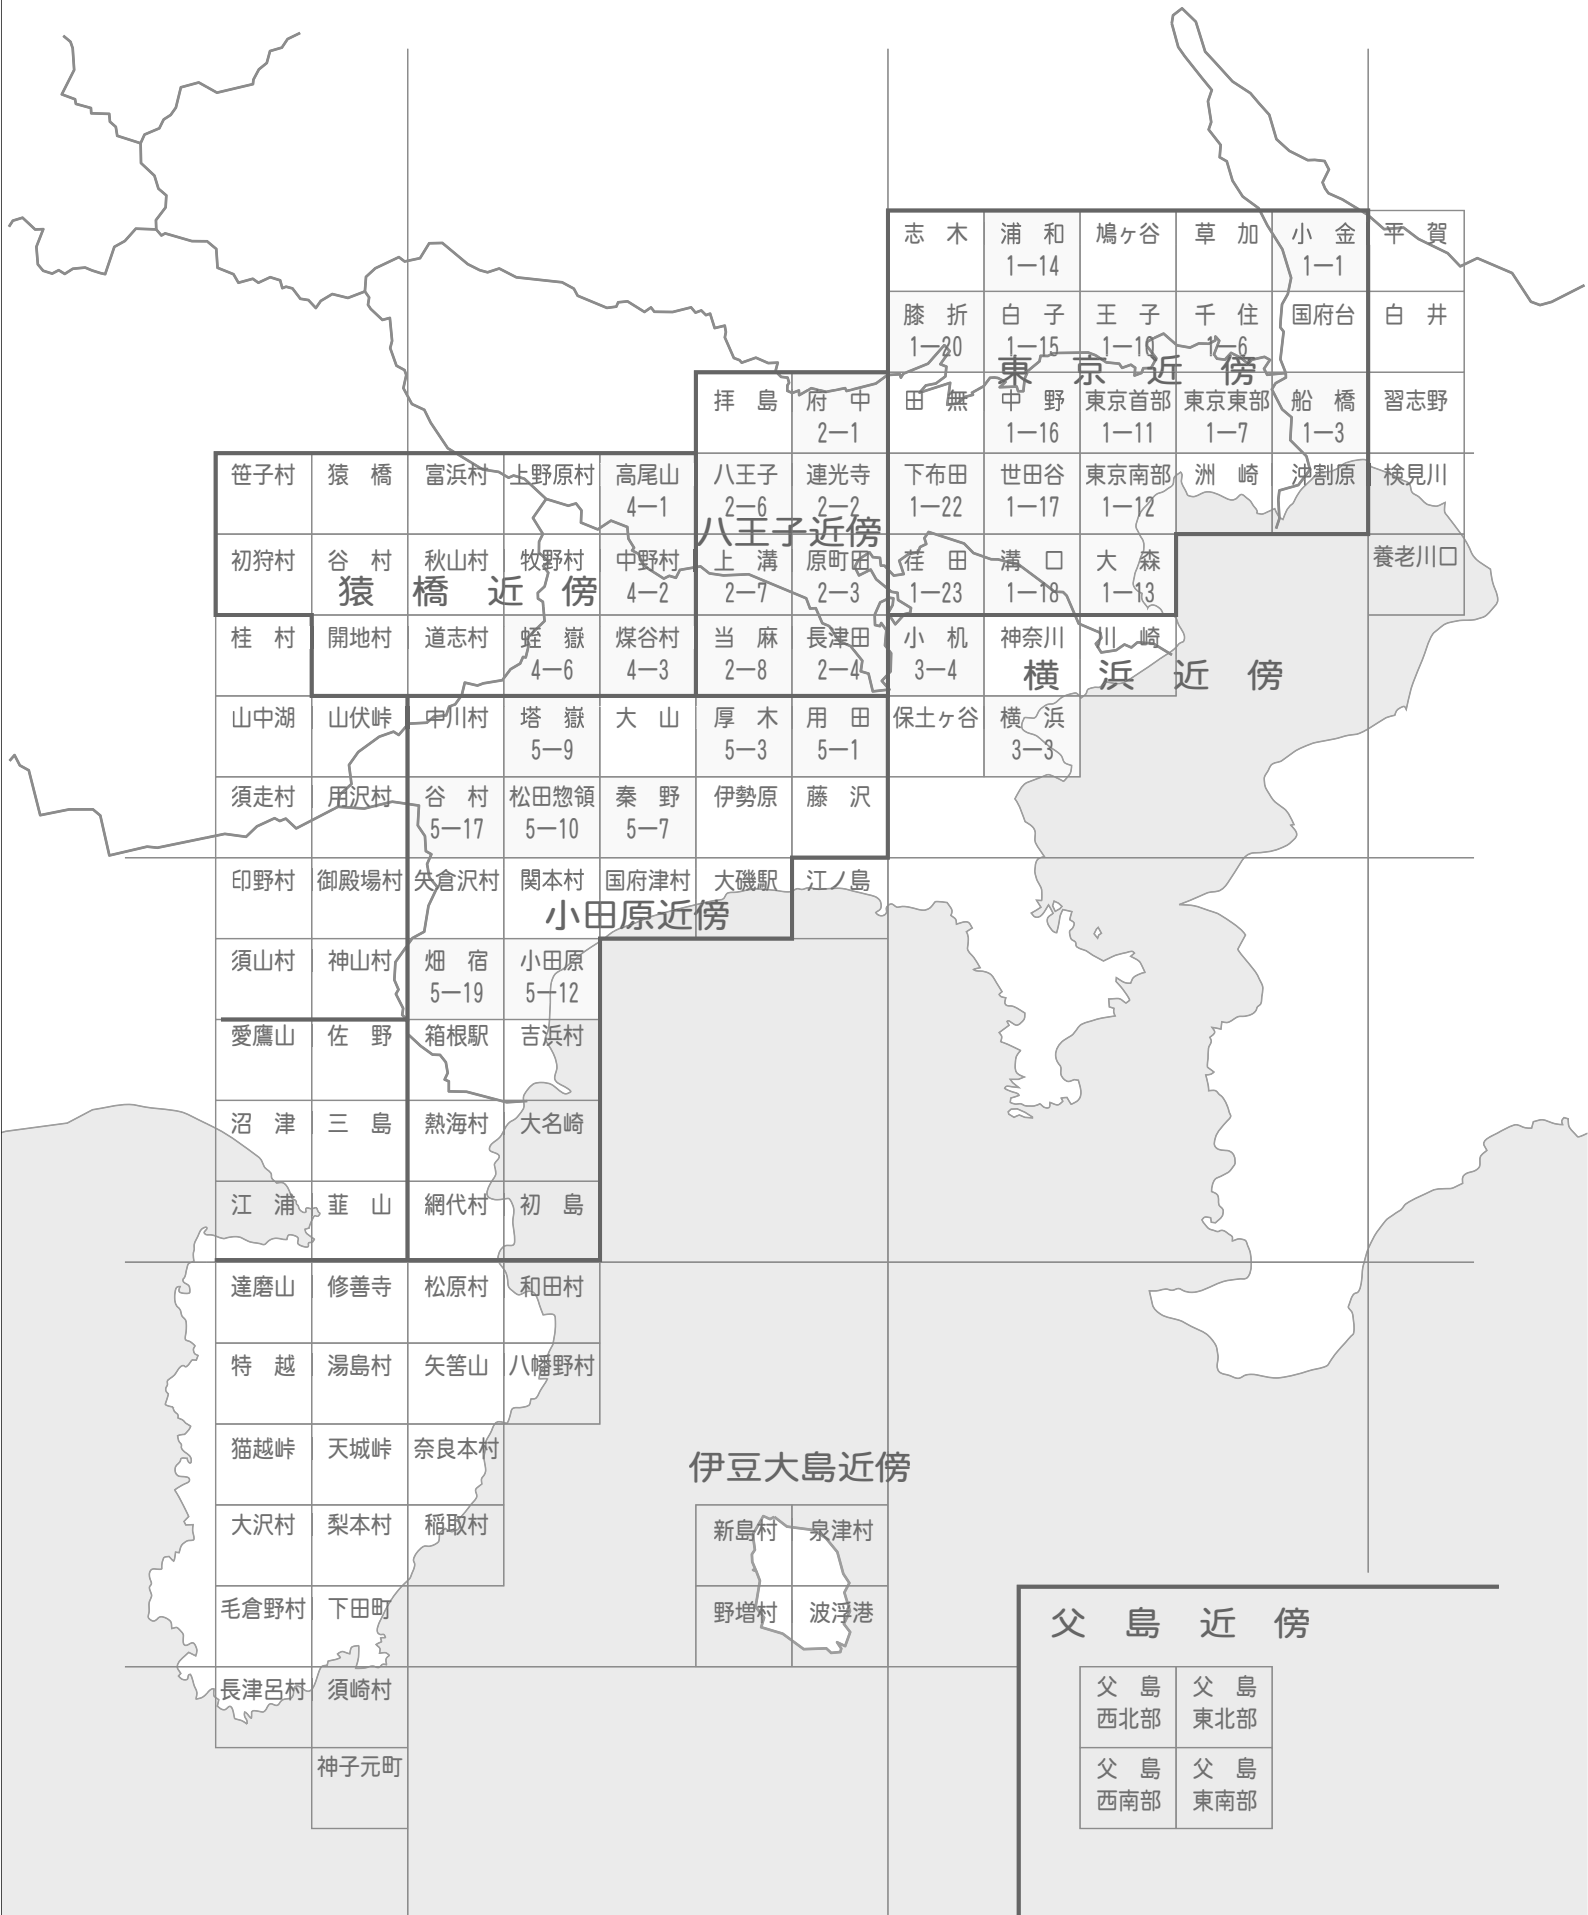 志木 浦和 鳩ヶ谷 草加 小金 平賀
1—14 1—1
膝折 白子 王子 千住 国府台 白井
1—20 1—15 1—10 1—6
東京近傍
拝島 府中 田無 中野 東京首部 東京東部 船橋 習志野
2—1 1—16 1—11 1—7 1—3
笹子村 猿橋 富浜村 上野原村 高尾山 八王子 連光寺 下布田 世田谷 東京南部 洲崎 沖割原 検見川
4—1 2—6 2—2 1—22 1—17 1—12
八王子近傍
初狩村 谷村 秋山村 牧野村 中野村 上溝 原町田 荏田 溝口 大森 養老川口
4—2 2—7 2—3 1—23 1—18 1—13
猿橋近傍
桂村 開地村 道志村 蛭嶽 煤谷村 当麻 長津田 小机 神奈川 川崎
4—6 4—3 2—8 2—4 3—4
横浜近傍
山中湖 山伏峠 中川村 塔嶽 大山 厚木 用田 保土ヶ谷 横浜
5—9 5—3 5—1 3—3
須走村 用沢村 谷村 松田惣領 秦野 伊勢原 藤沢
5—17 5—10 5—7
印野村 御殿場村 矢倉沢村 関本村 国府津村 大磯駅 江ノ島
小田原近傍
須山村 神山村 畑宿 小田原
5—19 5—12
愛鷹山 佐野 箱根駅 吉浜村
沼津 三島 熱海村 大名崎
江浦 韮山 網代村 初島
達磨山 修善寺 松原村 和田村
特越 湯島村 矢筈山 八幡野村
猫越峠 天城峠 奈良本村
伊豆大島近傍
大沢村 梨本村 稲取村 新島村 泉津村
毛倉野村 下田町 野増村 波浮港
父島近傍
長津呂村 須崎村 父島 父島
西北部 東北部
神子元町 父島 父島
西南部 東南部